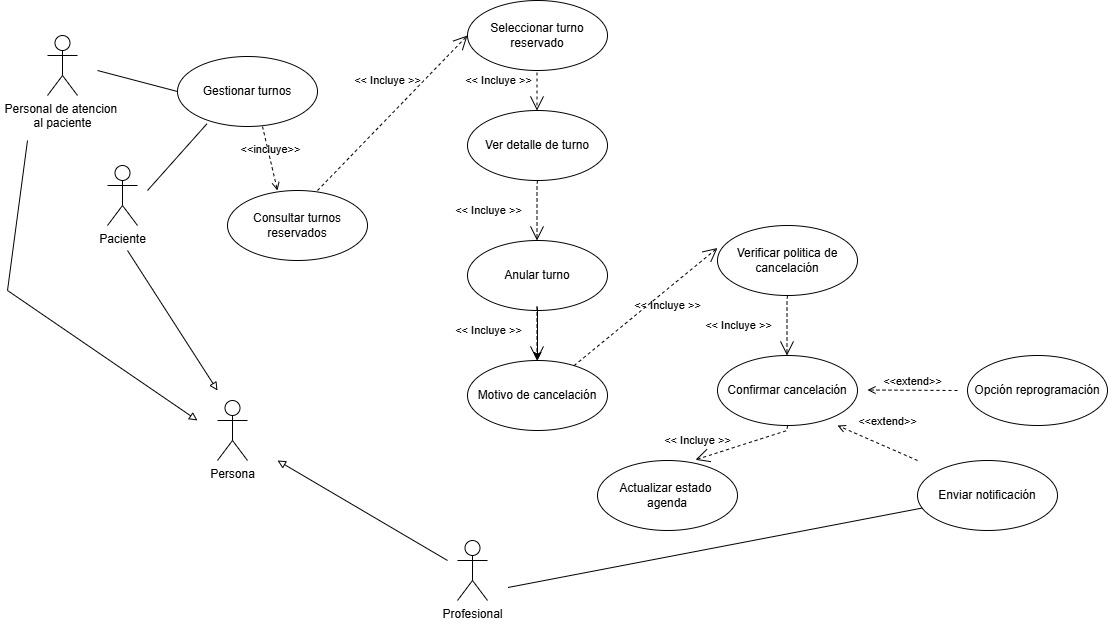 Seleccionar turno
reservado
Personal de atencion
al paciente
Gestionar turnos
<< Incluye >>
<< Incluye >>
<<incluye>>
Ver detalle de turno
Paciente
Consultar turnos
reservados
<< Incluye >>
Anular turno
Verificar politica de
cancelación
<< Incluye >>
<< Incluye >>
<< Incluye >>
Motivo de cancelación
Confirmar cancelación
<<extend>>
Opción reprogramación
<<extend>>
<< Incluye >>
Persona
Actualizar estado
agenda
Enviar notificación
Profesional